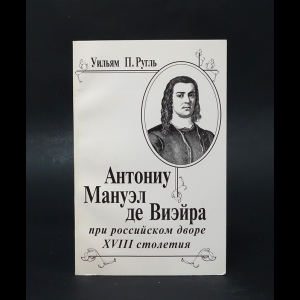 Уильям П. Ругль
Антониу
Мануэл
де Виэйра
при российском дворе
XVIII столетия